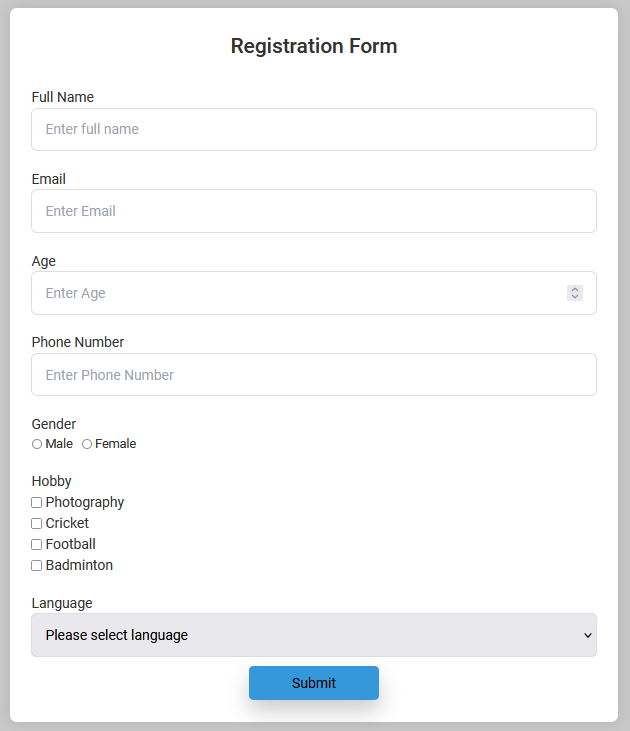 Registration Form
Full Name
Enter full name
Email
Enter Email
Age
Enter Age
Phone Number
Enter Phone Number
Gender
Male Female
Hobby
Photography
Cricket
Football
Badminton
Language
Please select language
Submit